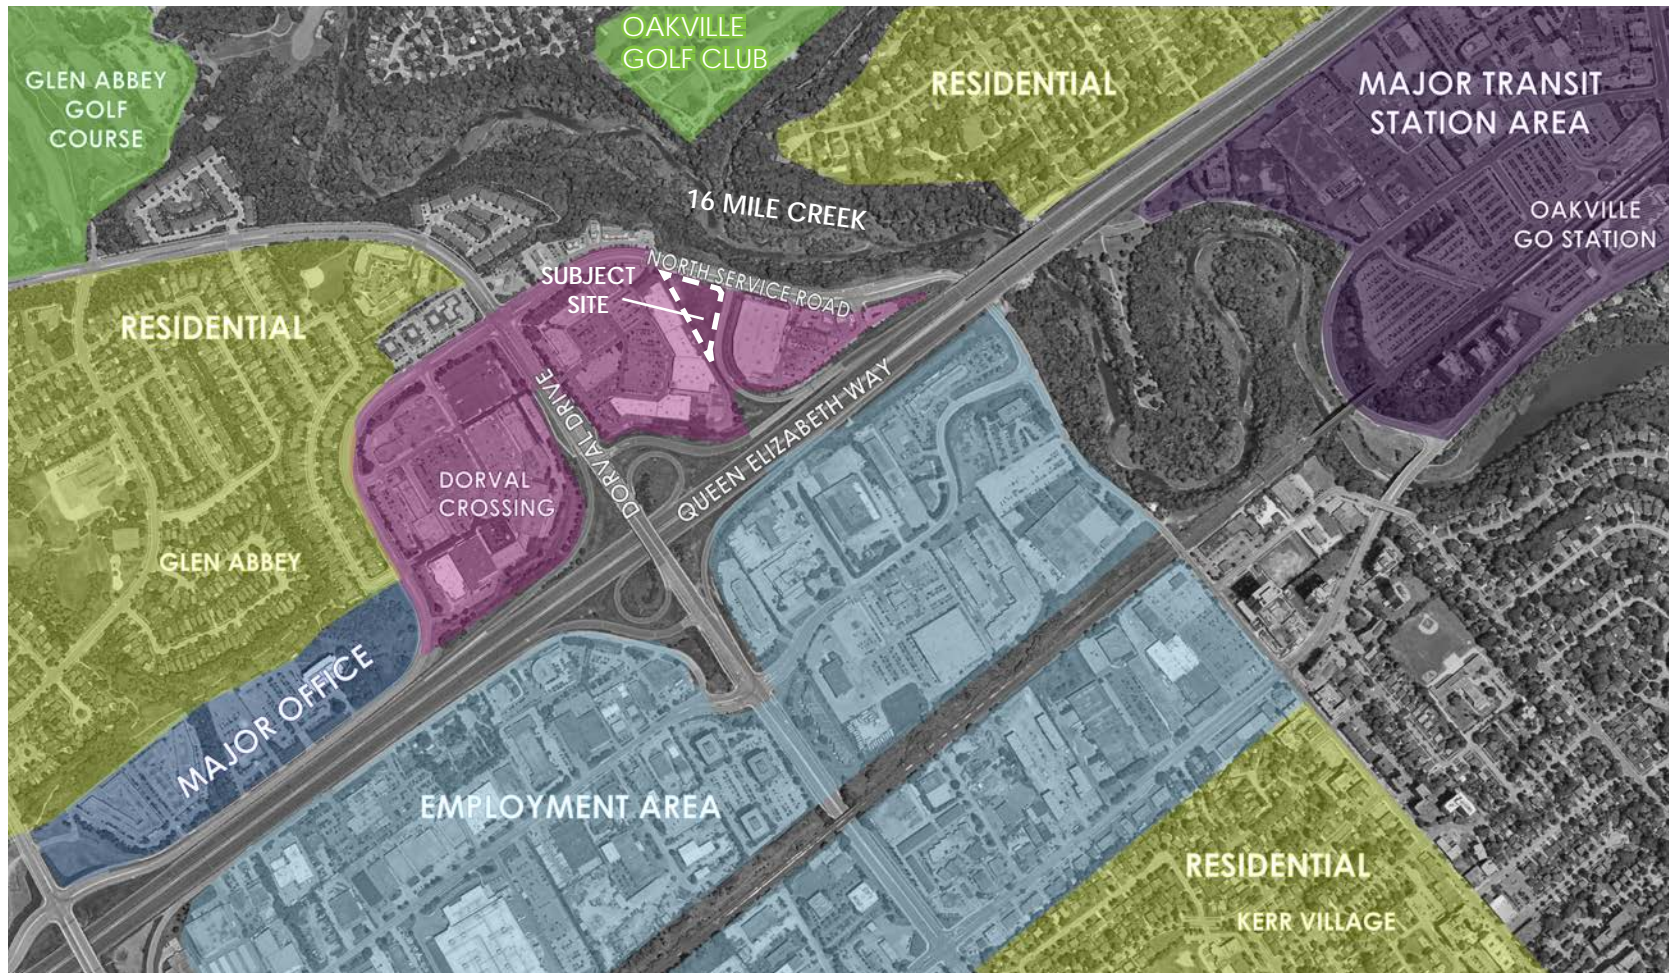 OAKVILLE
GOLF CLUB
GLEN ABBEY
GOLF
COURSE
RESIDENTIAL
MAJOR TRANSIT
STATION AREA
16 MILE CREEK
OAKVILLE
GO STATION
NORTH SERVICE ROAD
SUBJECT
SITE
RESIDENTIAL
DORVAL DRIVE
QUEEN ELIZABETH WAY
DORVAL
CROSSING
GLEN ABBEY
MAJOR OFFICE
EMPLOYMENT AREA
RESIDENTIAL
KERR VILLAGE